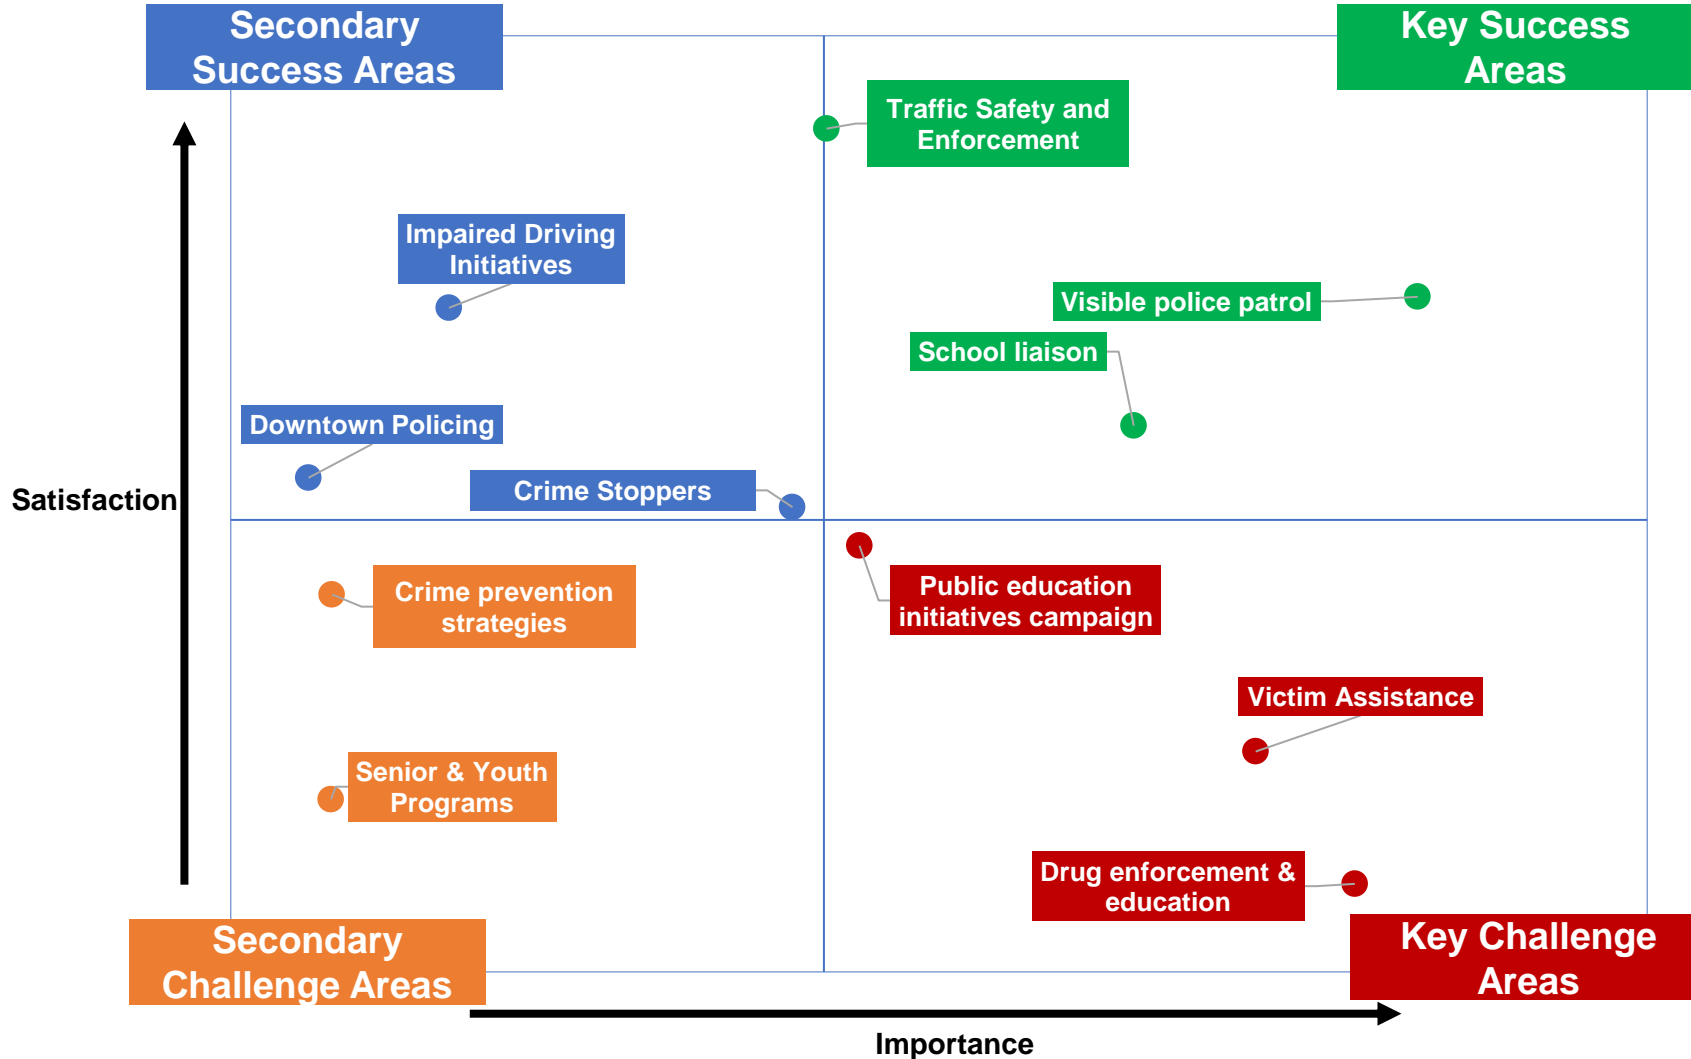 Secondary
Success Areas
Key Success
Areas
Traffic Safety and
Enforcement
Impaired Driving
Initiatives
Visible police patrol
School liaison
Downtown Policing
Crime Stoppers
Satisfaction
Crime prevention
strategies
Public education
initiatives campaign
Victim Assistance
Senior & Youth
Programs
Drug enforcement &
education
Secondary
Challenge Areas
Key Challenge
Areas
Importance